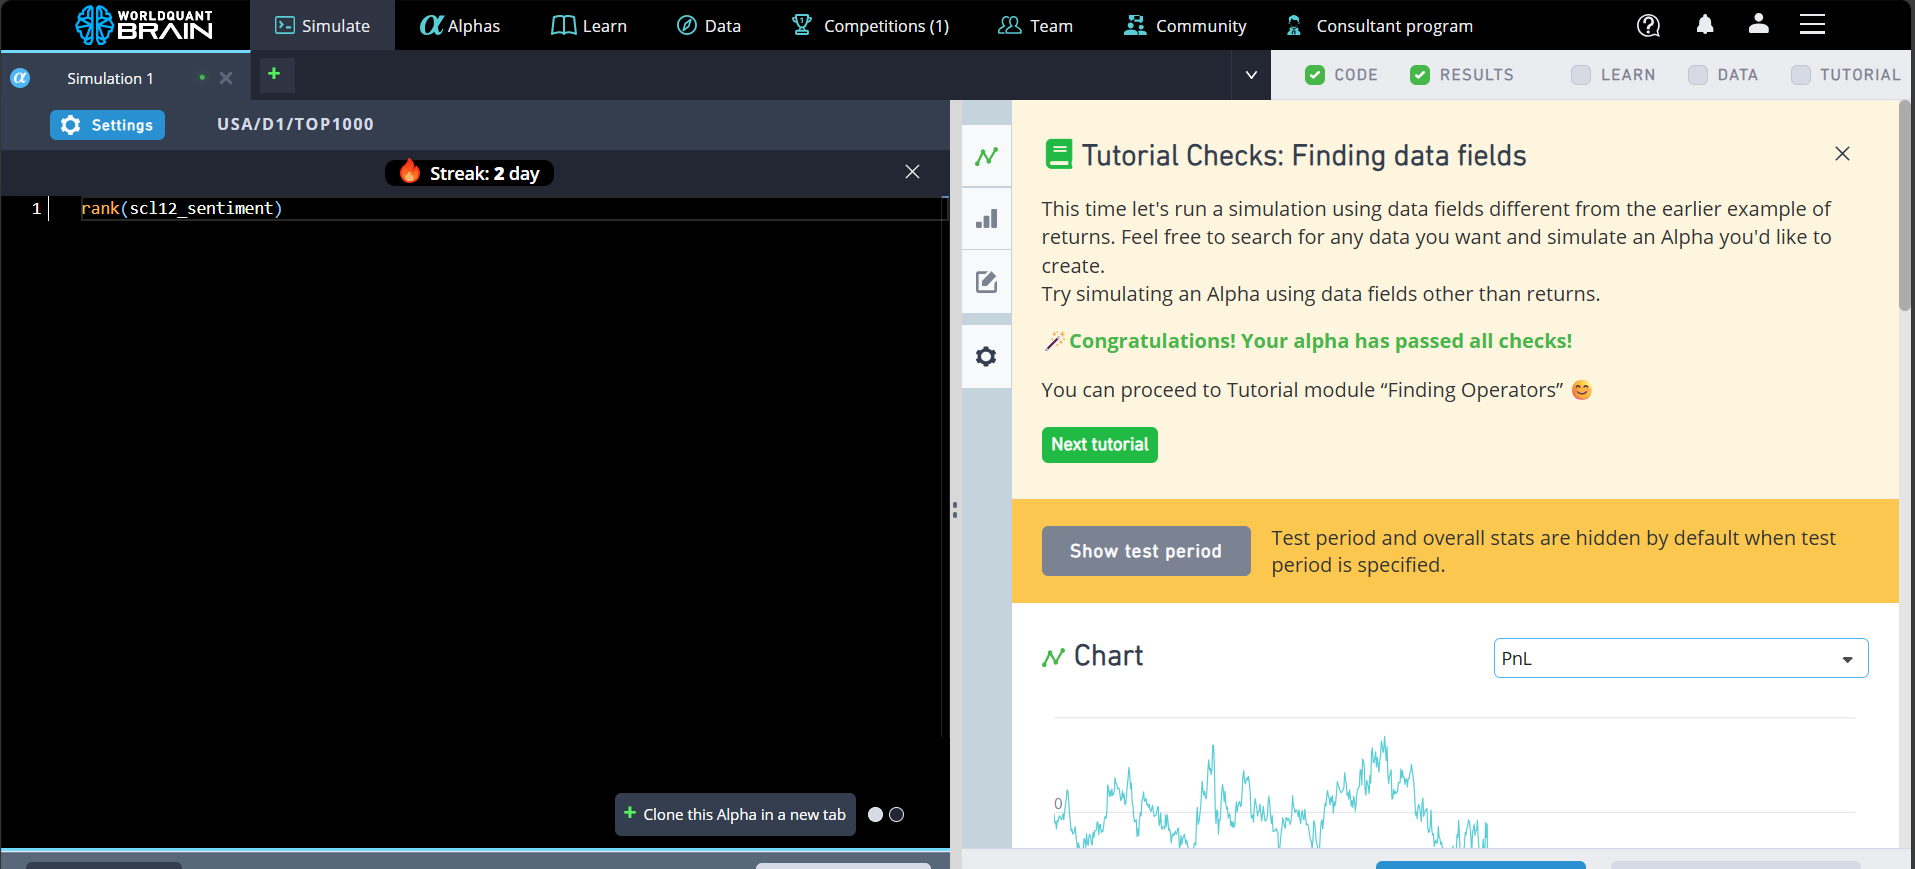 WORLDQUANT
BRAIN
Simulate
Alphas
Learn
Data
Competitions (1)
Team
Community
Consultant program
Simulation 1
CODE
RESULTS
LEARN
DATA
TUTORIAL
Settings
USA/D1/TOP1000
Streak: 2 day
1 rank(scl12_sentiment)
Clone this Alpha in a new tab
Tutorial Checks: Finding data fields
This time let's run a simulation using data fields different from the earlier example of
returns. Feel free to search for any data you want and simulate an Alpha you'd like to
create.
Try simulating an Alpha using data fields other than returns.
Congratulations! Your alpha has passed all checks!
You can proceed to Tutorial module “Finding Operators” 😊
Next tutorial
Show test period
Test period and overall stats are hidden by default when test
period is specified.
Chart
PnL
0